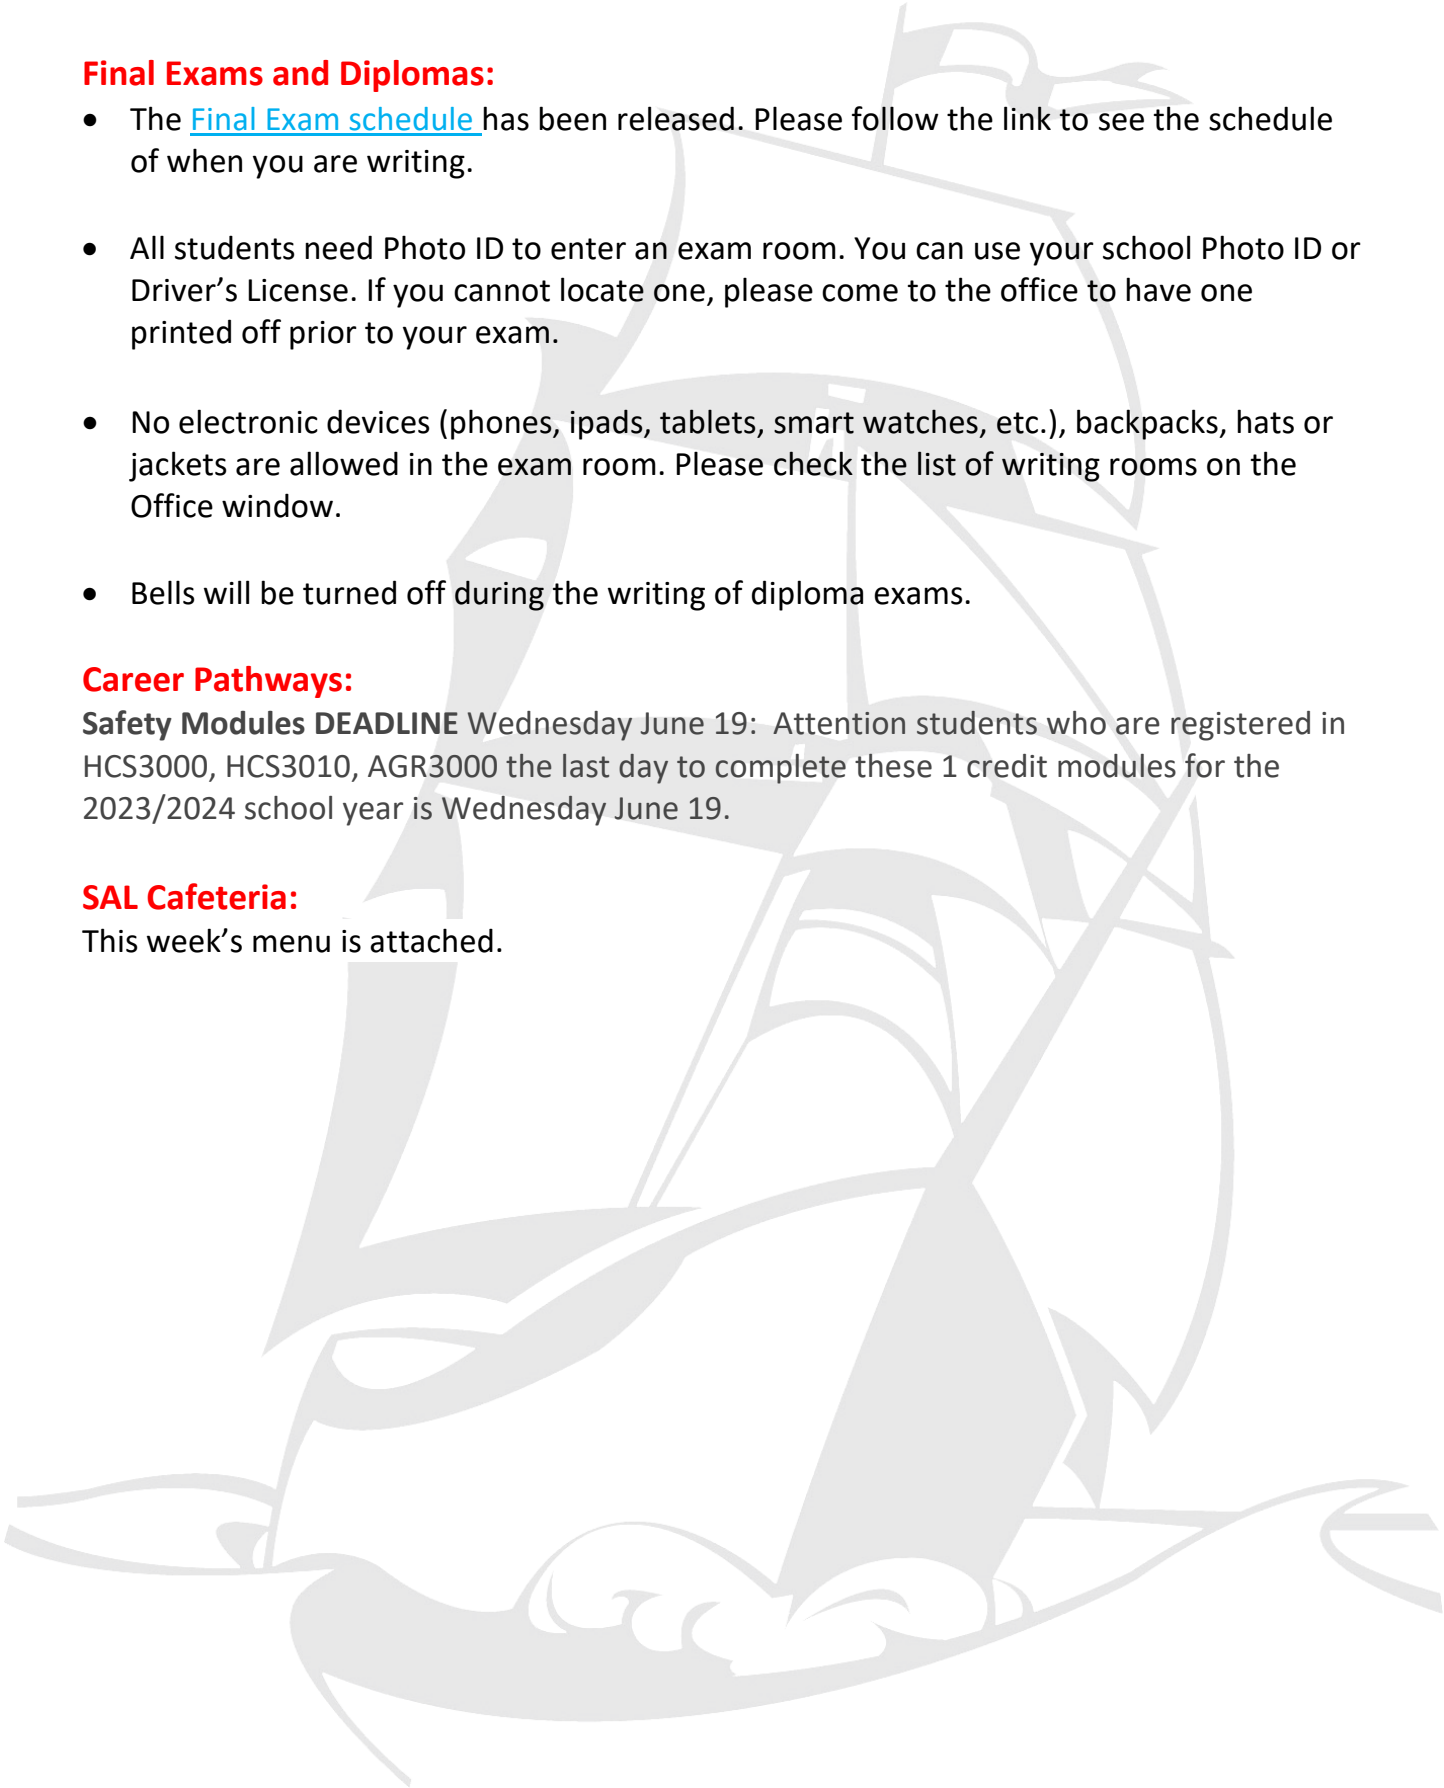 Final Exams and Diplomas:
• The Final Exam schedule has been released. Please follow the link to see the schedule
of when you are writing.
• All students need Photo ID to enter an exam room. You can use your school Photo ID or
Driver’s License. If you cannot locate one, please come to the office to have one
printed off prior to your exam.
• No electronic devices (phones, ipads, tablets, smart watches, etc.), backpacks, hats or
jackets are allowed in the exam room. Please check the list of writing rooms on the
Office window.
• Bells will be turned off during the writing of diploma exams.
Career Pathways:
Safety Modules DEADLINE Wednesday June 19:  Attention students who are registered in
HCS3000, HCS3010, AGR3000 the last day to complete these 1 credit modules for the
2023/2024 school year is Wednesday June 19.
SAL Cafeteria:
This week’s menu is attached.